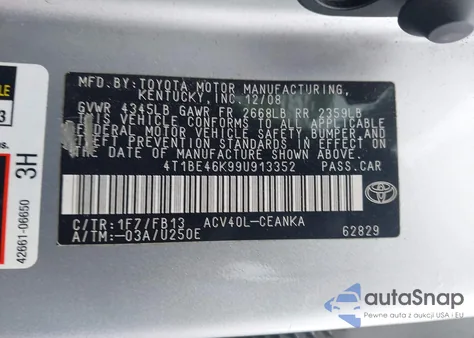 MFD.BY:TOYOTA MOTOR MANUFACTURING,
KENTUCKY,INC.12/08
GVWR 4345LB GAWR FR 2668LB RR 2359LB
THIS VEHICLE CONFORMS TO ALL APPLICABLE
FEDERAL MOTOR VEHICLE SAFETY,BUMPER,AND
THEFT PREVENTION STANDARDS IN EFFECT ON
THE DATE OF MANUFACTURE SHOWN ABOVE.
4T1BE46K99U913352 PASS.CAR
C/TR:1F7/FB13 ACV40L-CEANKA
A/TM:-03A/U250E 62829
TOYOTA
3H
42661-06650
autoSnap
Pewne auta z aukcji USA i EU